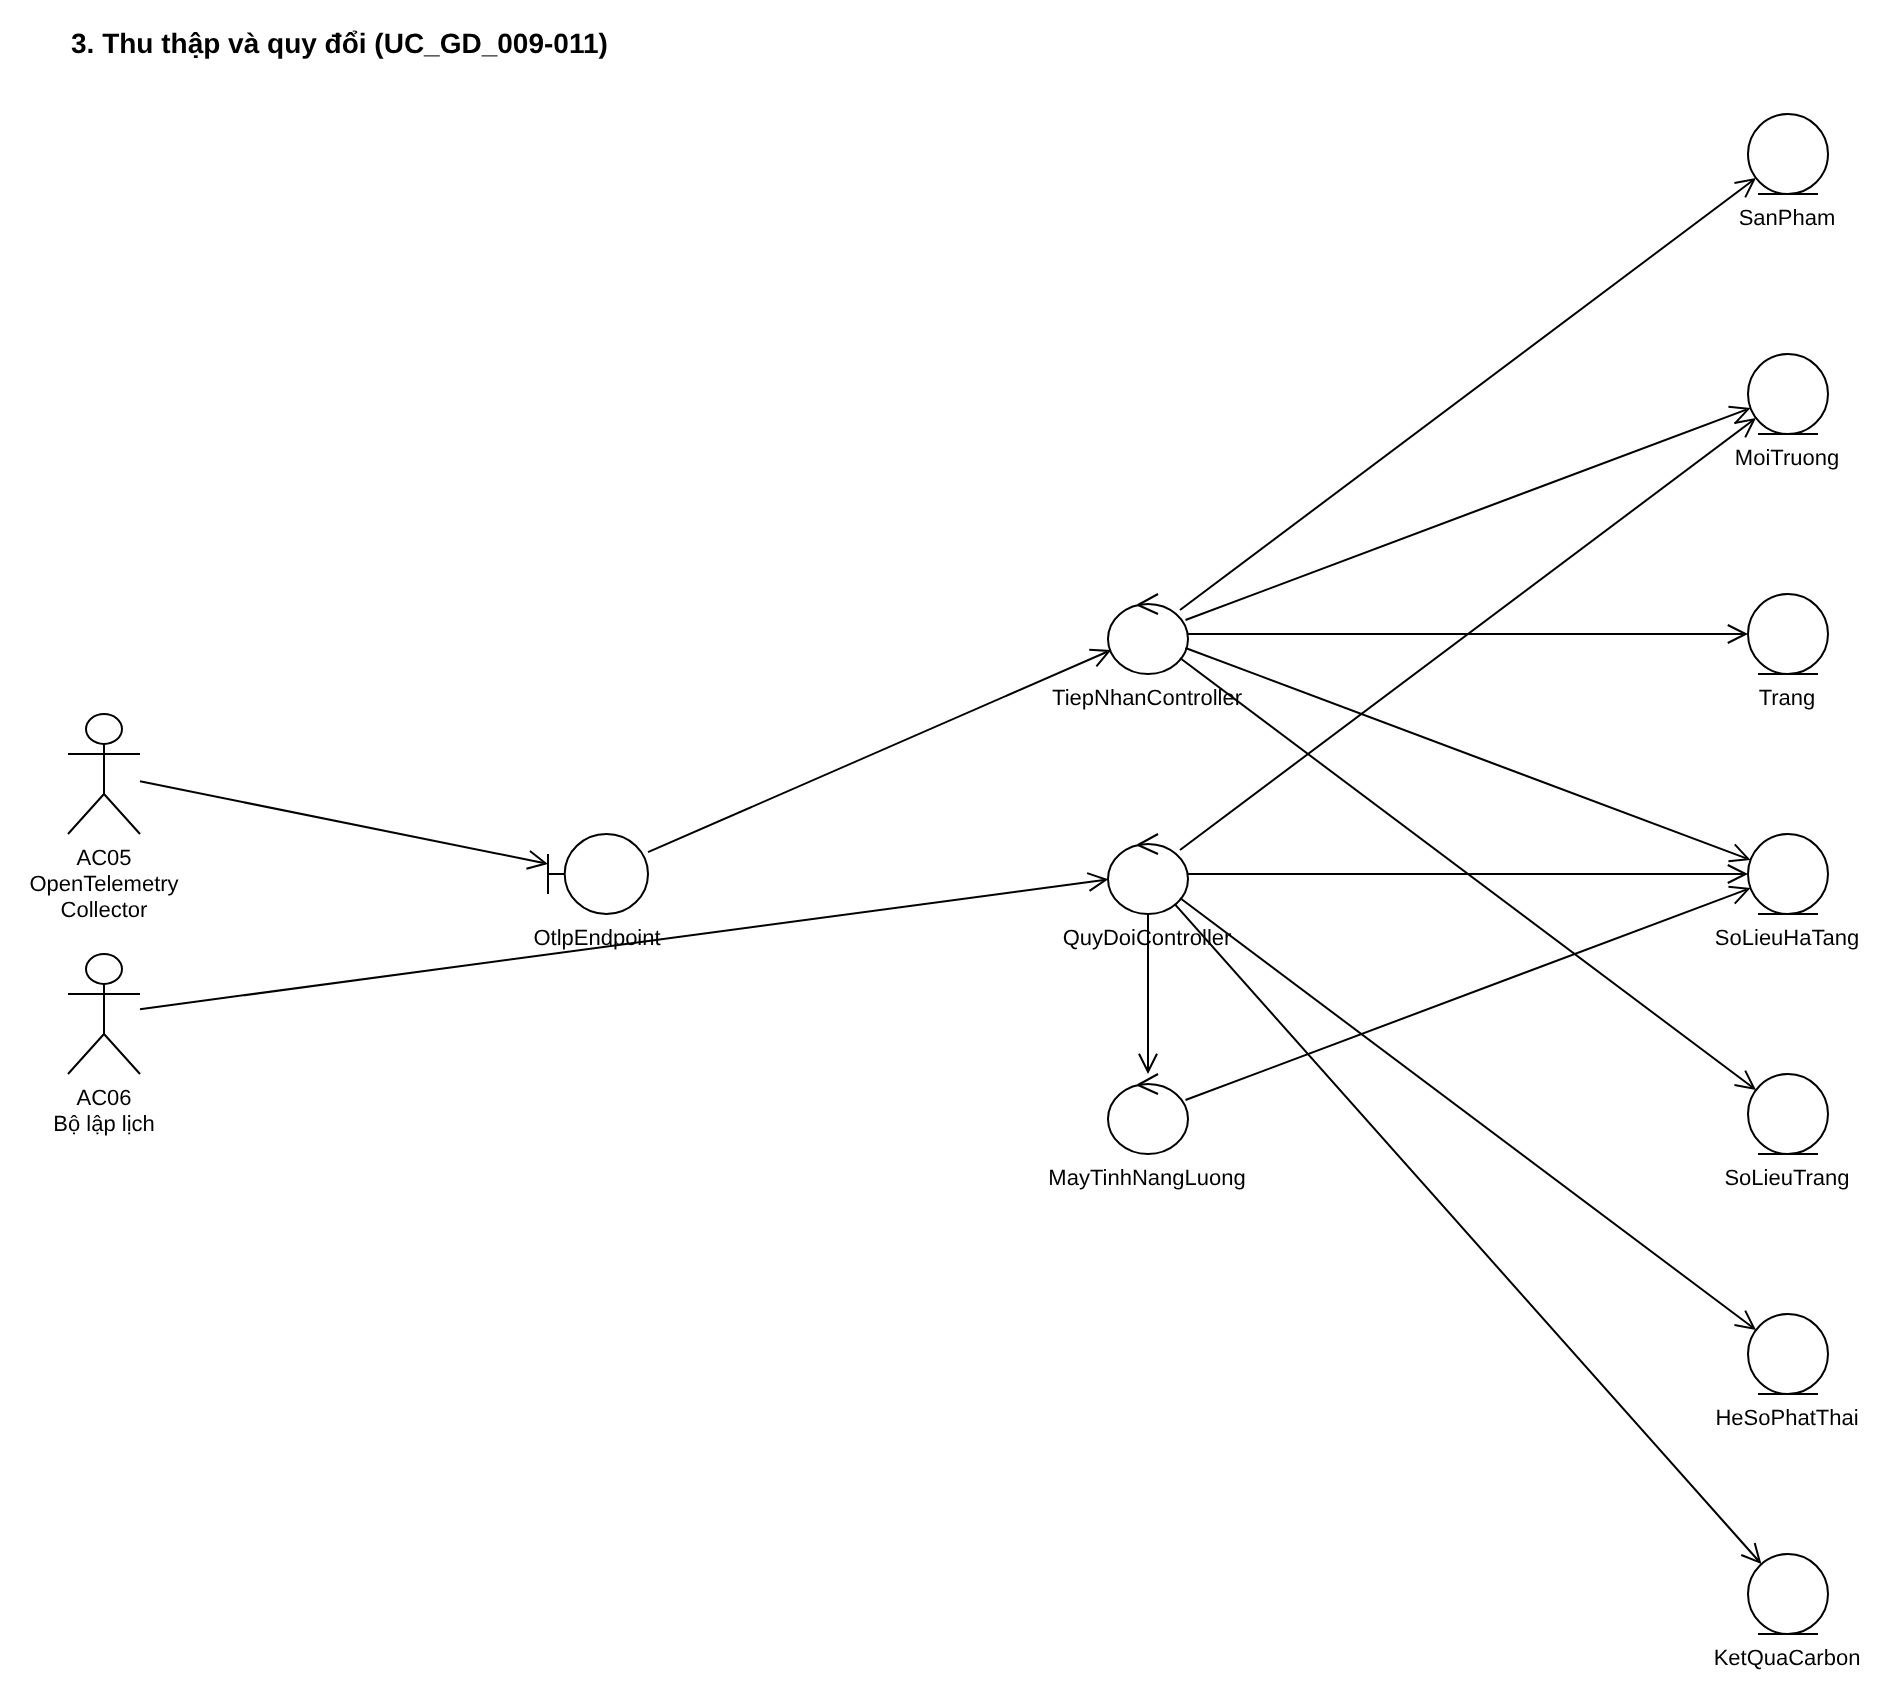 3. Thu thập và quy đổi (UC_GD_009-011)
SanPham
MoiTruong
TiepNhanController
Trang
AC05
OpenTelemetry
Collector
OtlpEndpoint
QuyDoiController
SoLieuHaTang
AC06
Bộ lập lịch
MayTinhNangLuong
SoLieuTrang
HeSoPhatThai
KetQuaCarbon